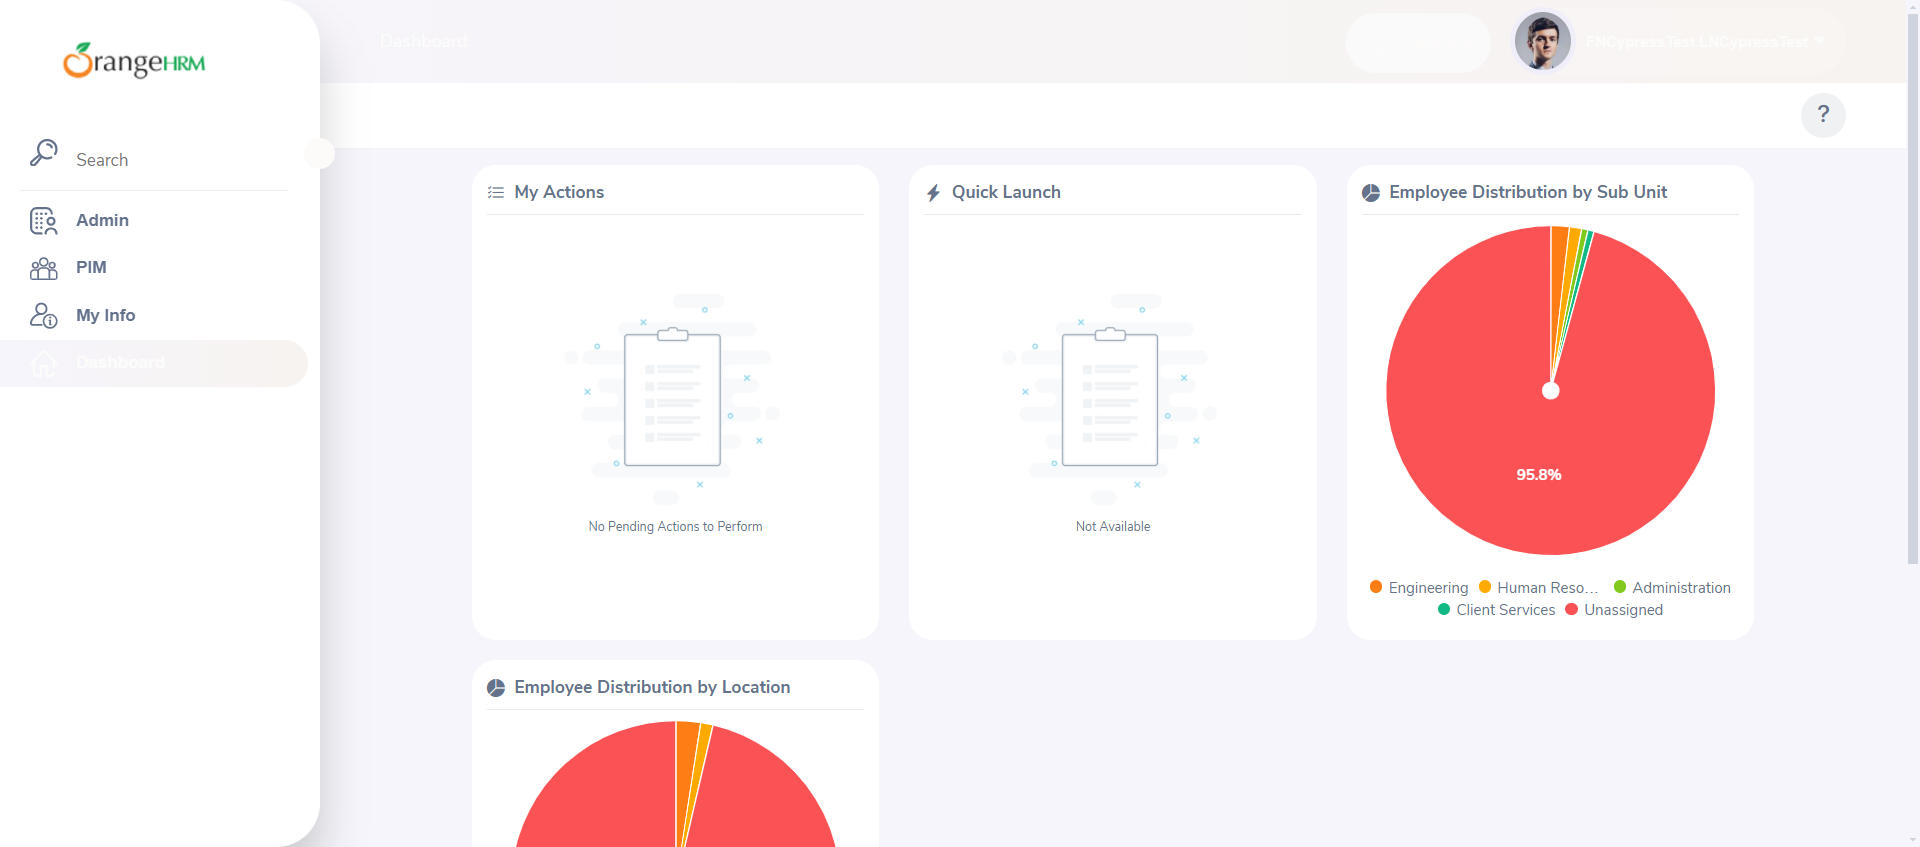 OrangeHRM
Dashboard
FNCypressTest LNCypressTest
?
Search
Admin
PIM
My Info
Dashboard
My Actions
No Pending Actions to Perform
Quick Launch
Not Available
Employee Distribution by Sub Unit
95.8%
Engineering Human Reso... Administration
Client Services Unassigned
Employee Distribution by Location